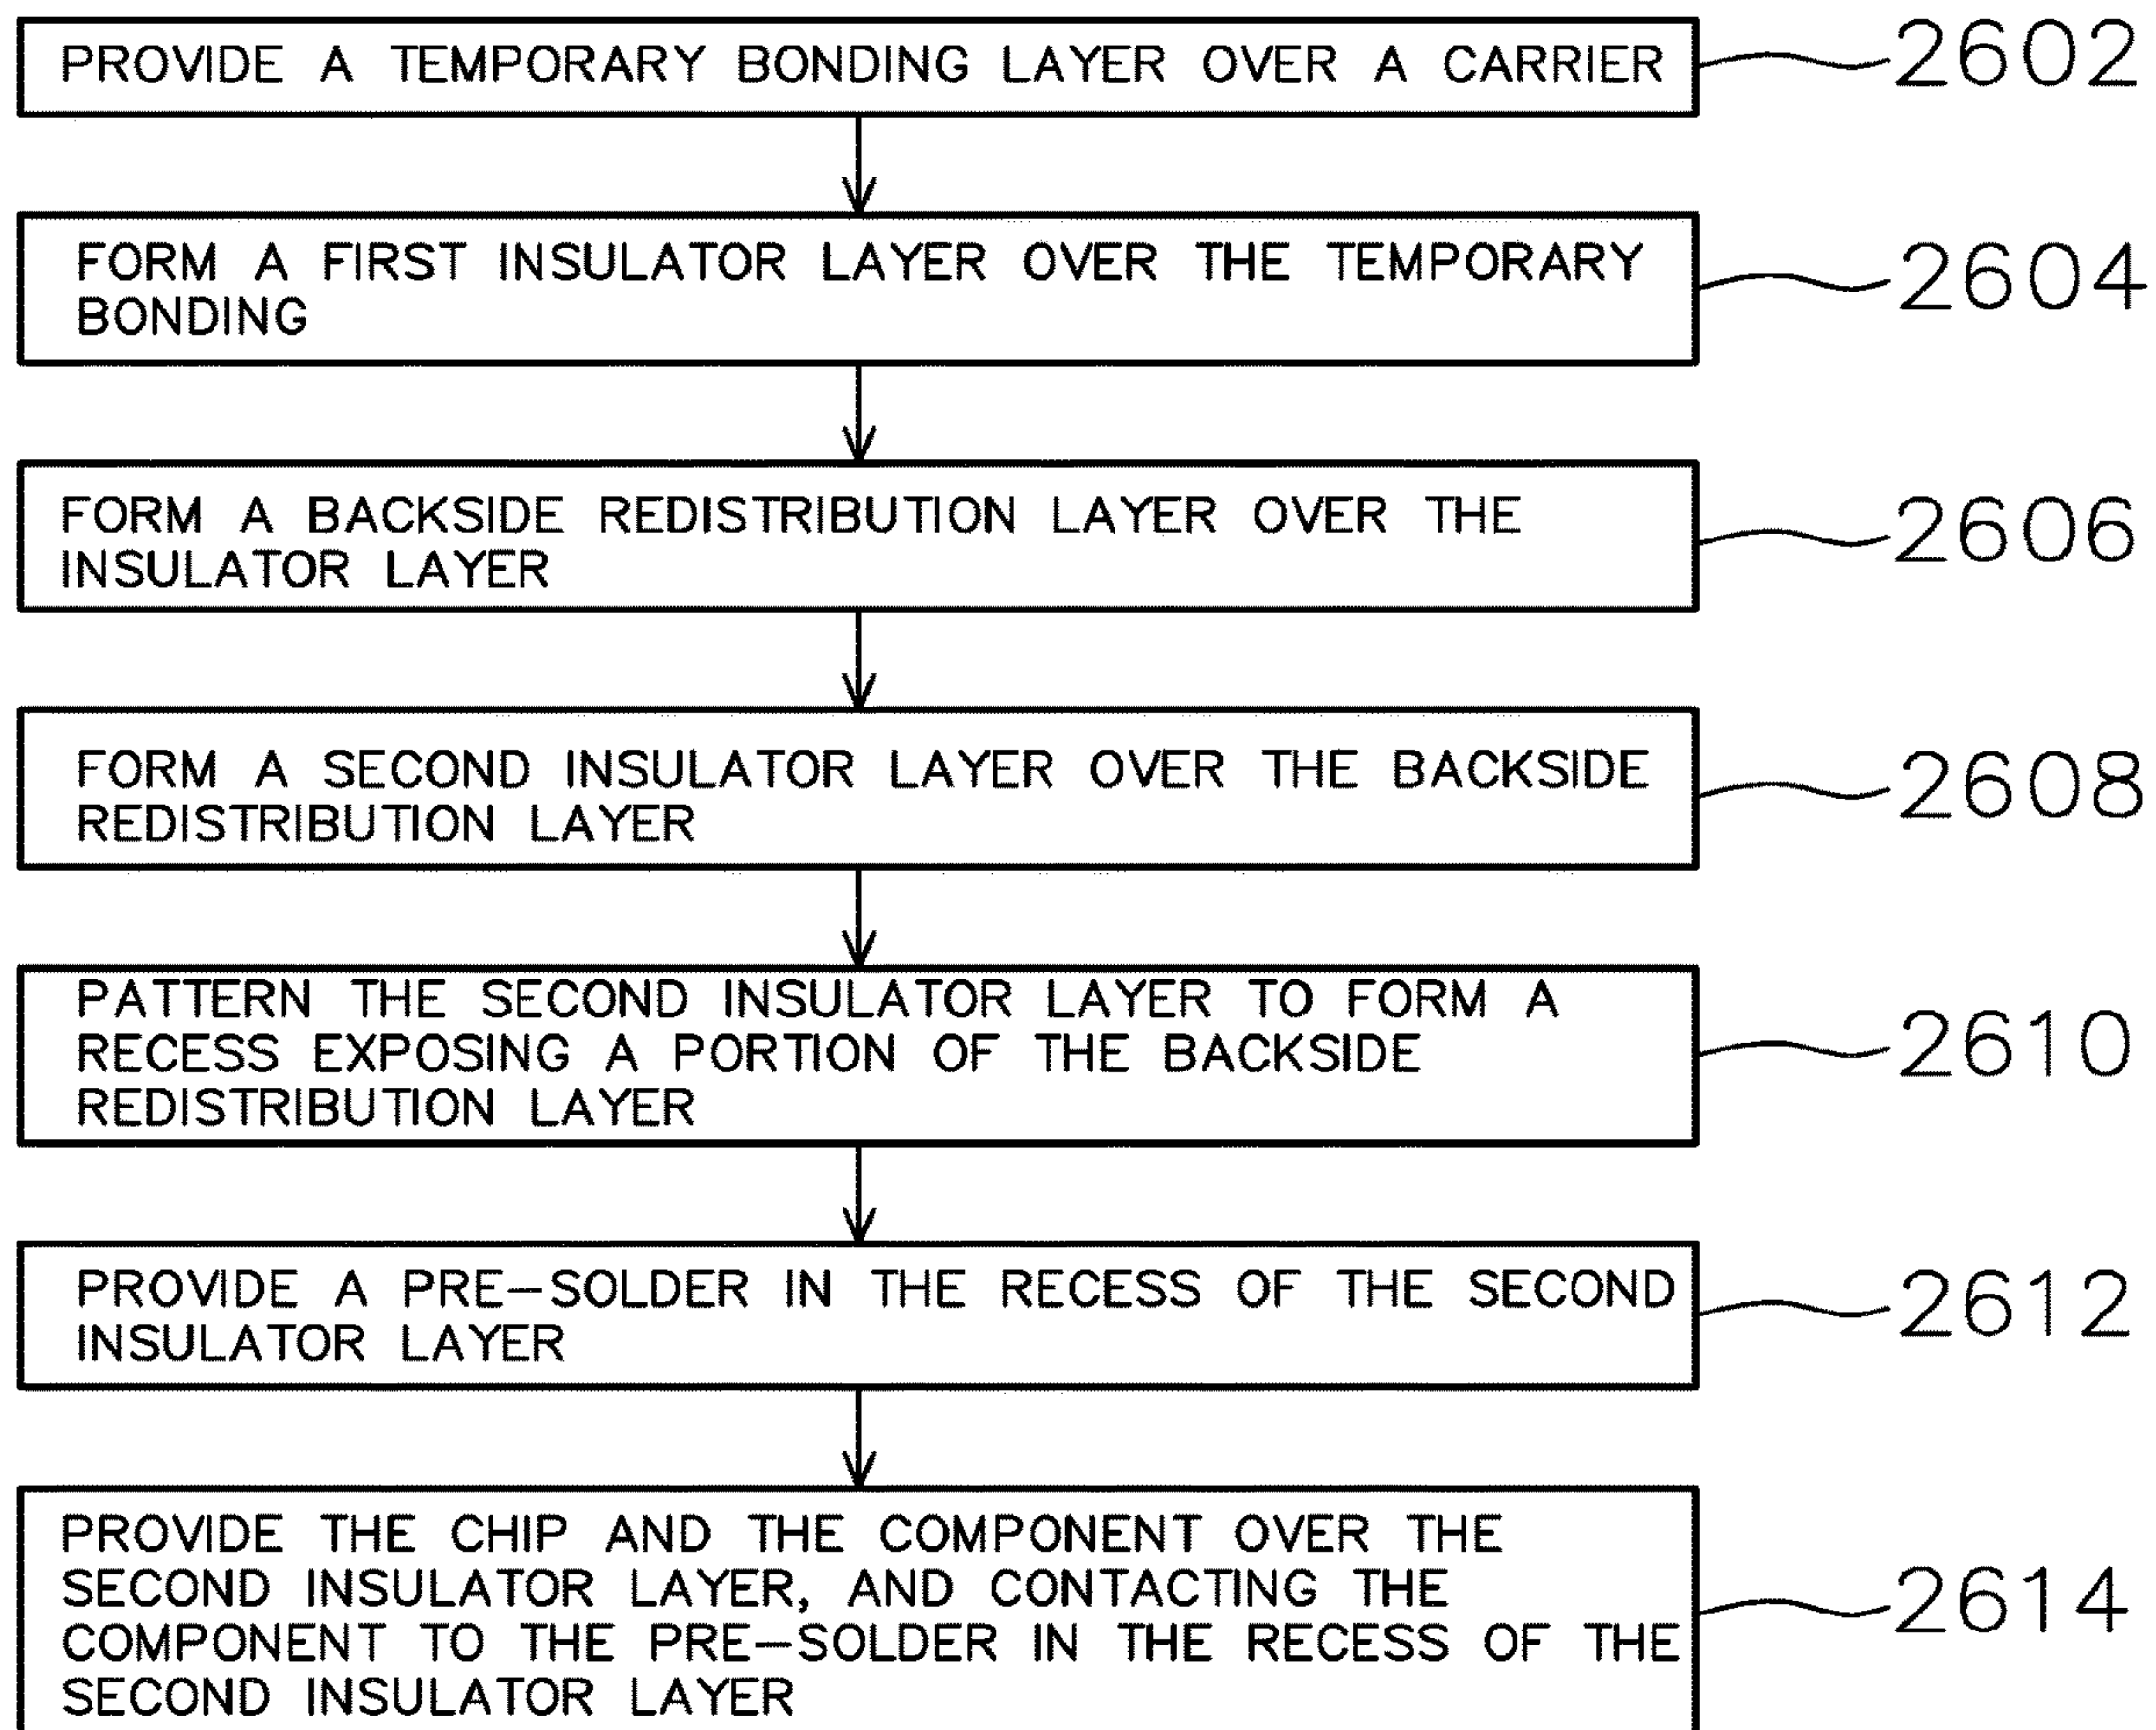 PROVIDE A TEMPORARY BONDING LAYER OVER A CARRIER
2602
FORM A FIRST INSULATOR LAYER OVER THE TEMPORARY
BONDING
2604
FORM A BACKSIDE REDISTRIBUTION LAYER OVER THE
INSULATOR LAYER
2606
FORM A SECOND INSULATOR LAYER OVER THE BACKSIDE
REDISTRIBUTION LAYER
2608
PATTERN THE SECOND INSULATOR LAYER TO FORM A
RECESS EXPOSING A PORTION OF THE BACKSIDE
REDISTRIBUTION LAYER
2610
PROVIDE A PRE-SOLDER IN THE RECESS OF THE SECOND
INSULATOR LAYER
2612
PROVIDE THE CHIP AND THE COMPONENT OVER THE
SECOND INSULATOR LAYER, AND CONTACTING THE
COMPONENT TO THE PRE-SOLDER IN THE RECESS OF THE
SECOND INSULATOR LAYER
2614